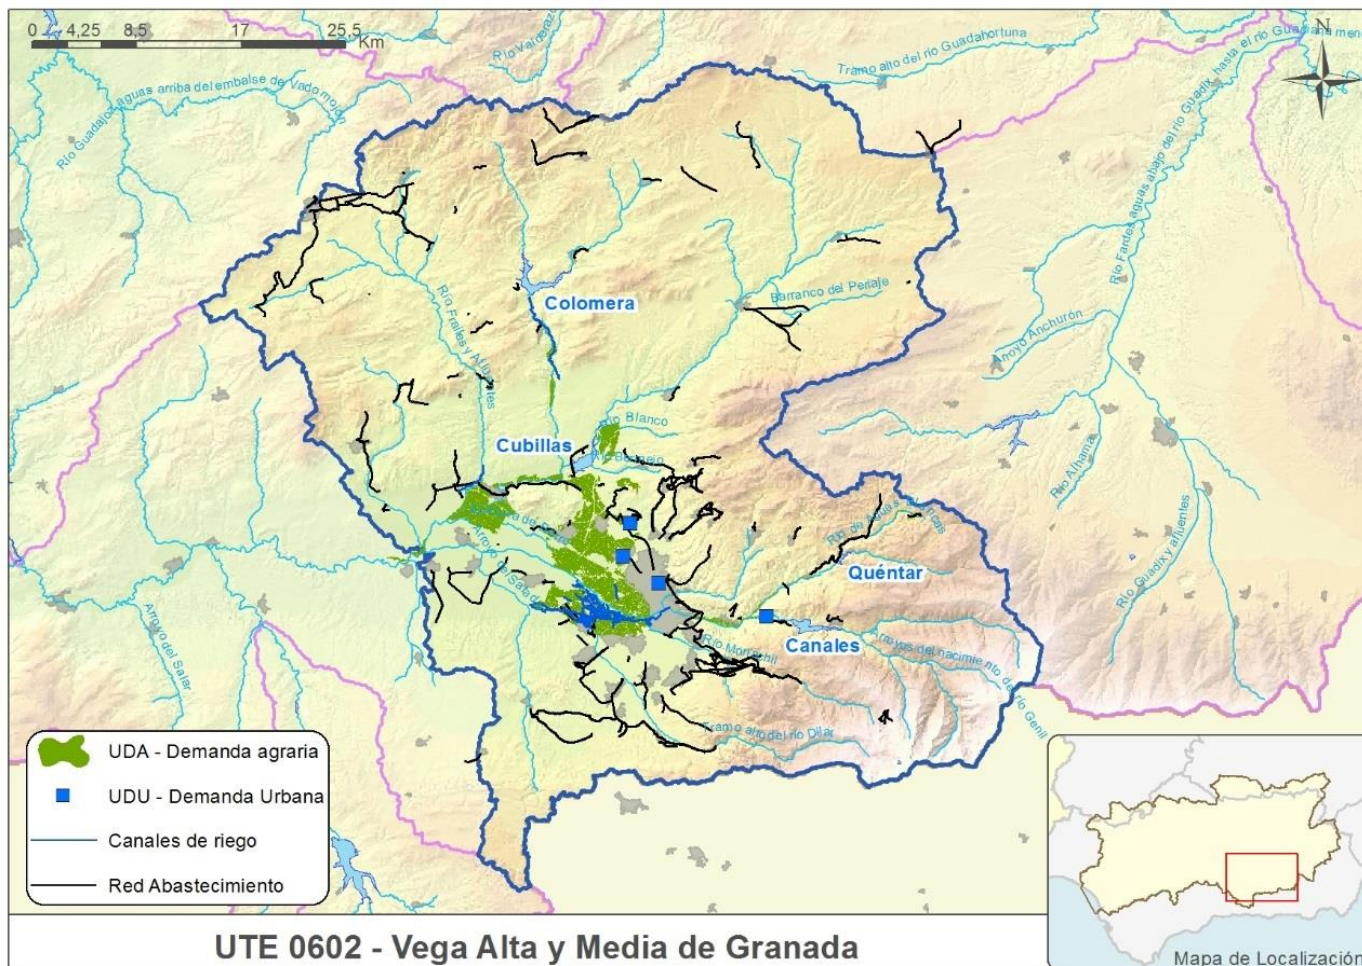 0 4,25 8,5 17 25,5
Km
N
Río Guadajoz aguas arriba del embalse de Vadomojón
Tramo alto del río Guadahortuna
Río Fardes aguas abajo del río Guadix hasta el río Guadiana menor
Colomera
Barranco del Periaje
Río Frailes y Afluentes
Arroyo Anchurón
Río Blanco
Cubillas
Río Alhama
Quéntar
Río Guadix y afluentes
Canales
Arroyos del nacimiento del río Genil
Río Monachil
Arroyo del Salar
Tramo alto del río Dílar
UDA - Demanda agraria
UDU - Demanda Urbana
Canales de riego
Red Abastecimiento
UTE 0602 - Vega Alta y Media de Granada
Mapa de Localización